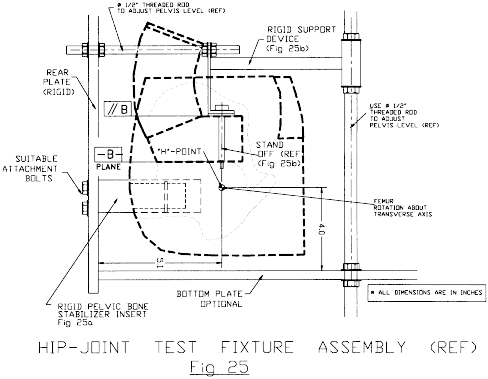 ø 1/2" THREADED ROD
TO ADJUST PELVIS LEVEL (REF)
RIGID SUPPORT
DEVICE
(Fig 25b)
REAR
PLATE
(RIGID)
// B
USE ø 1/2"
THREADED ROD
TO ADJUST
PELVIS LEVEL (REF)
-B-
PLANE
"H"-POINT
STAND
OFF (REF)
(Fig 25b)
SUITABLE
ATTACHMENT
BOLTS
FEMUR
ROTATION ABOUT
TRANSVERSE AXIS
4.0
5.1
RIGID PELVIC BONE
STABILIZER INSERT
Fig 25a
BOTTOM PLATE
OPTIONAL
* ALL DIMENSIONS ARE IN INCHES
HIP-JOINT TEST FIXTURE ASSEMBLY (REF)
Fig 25